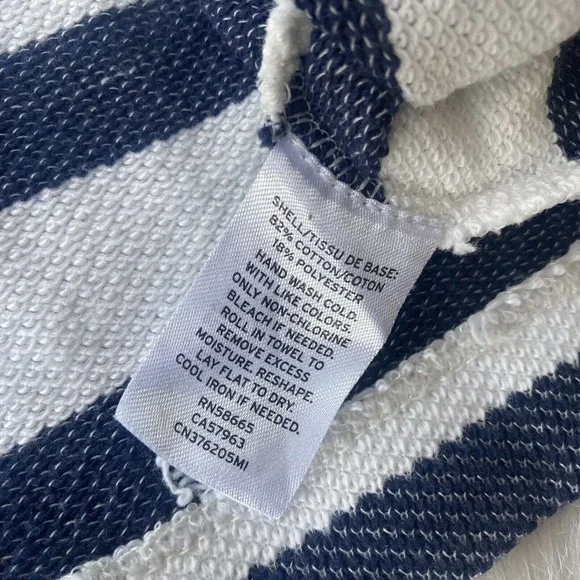 SHELL/TISSU DE BASE:
82% COTTON/COTON
18% POLYESTER
HAND WASH COLD.
WITH LIKE COLORS.
ONLY NON-CHLORINE
BLEACH IF NEEDED.
ROLL IN TOWEL TO
REMOVE EXCESS
MOISTURE. RESHAPE.
LAY FLAT TO DRY.
COOL IRON IF NEEDED.
RN58665
CA57963
CN376205MI